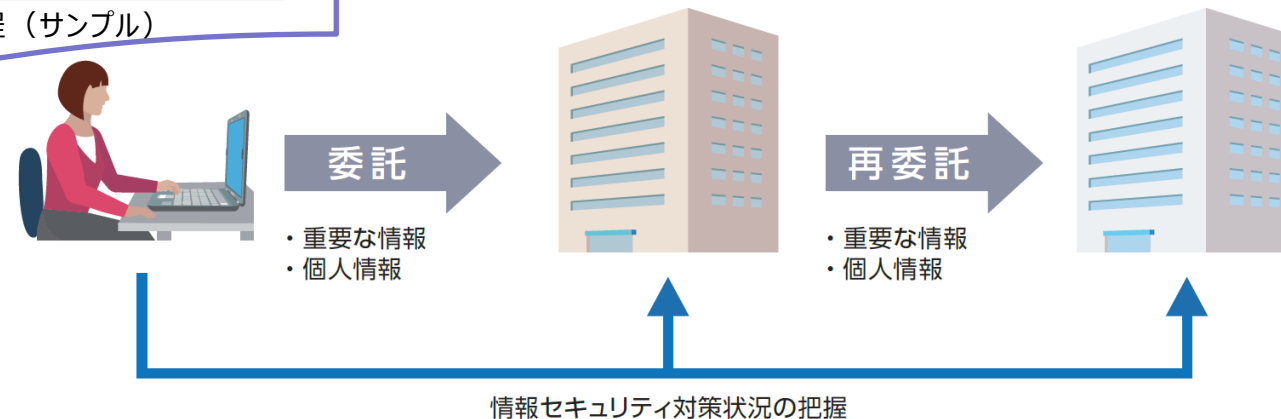 （サンプル）
委託
再委託
・重要な情報
・個人情報
・重要な情報
・個人情報
情報セキュリティ対策状況の把握